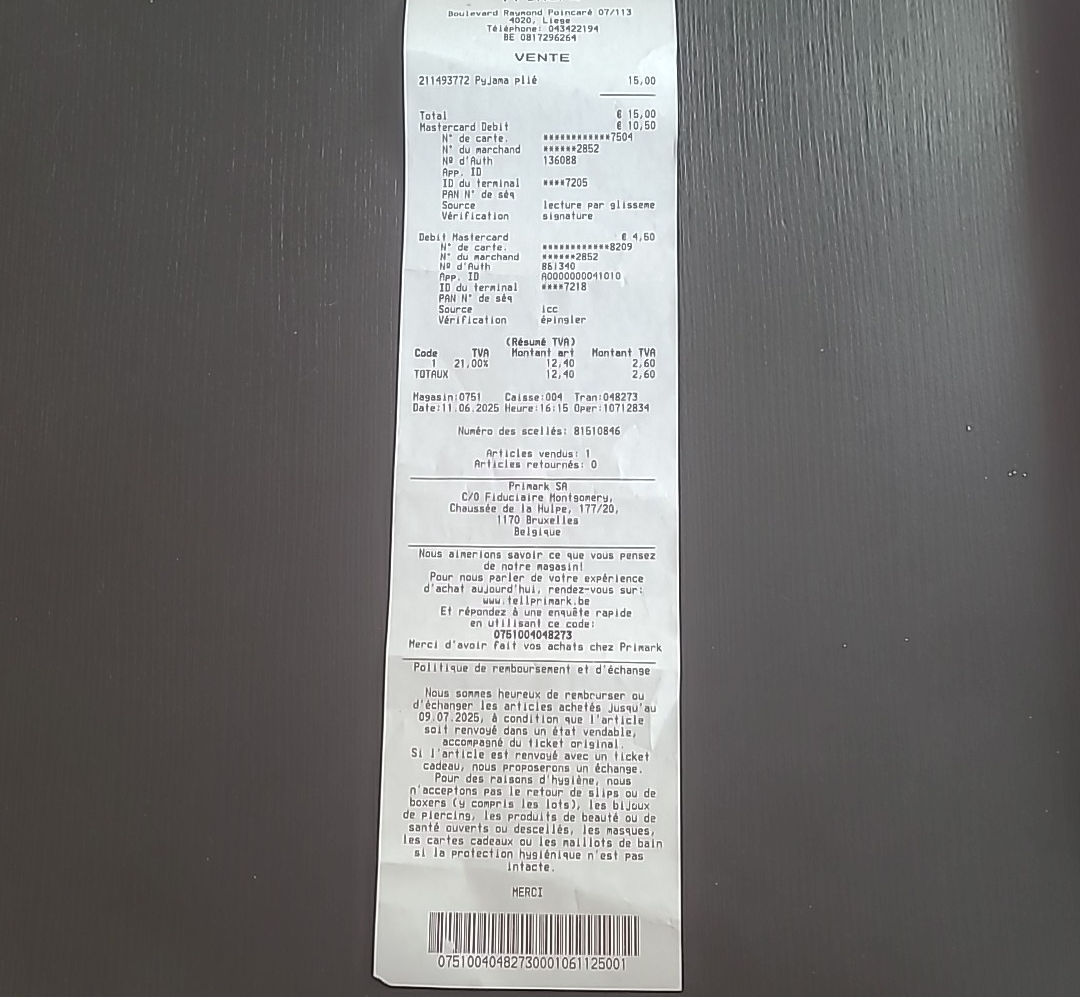 Boulevard Raymond Poincaré 07/113
4020, Liege
Téléphone: 043422194
BE 0817296264
VENTE
211493772 Pyjama plié 15,00
Total € 15,00
Mastercard Debit € 10,50
N° de carte. ************7504
N° du marchand ******2852
Nº d'Auth 136088
App. ID
ID du terminal ****7205
PAN N° de séq
Source lecture par glisseme
Vérification signature
Debit Mastercard € 4,50
N° de carte. ************8209
N° du marchand ******2852
Nº d'Auth 861340
App. ID A0000000041010
ID du terminal ****7218
PAN N° de séq
Source icc
Vérification épingler
(Résumé TVA)
Code TVA Montant art Montant TVA
1 21,00% 12,40 2,60
TOTAUX 12,40 2,60
Magasin:0751 Caisse:004 Tran:048273
Date:11.06.2025 Heure:16:15 Oper:10712834
Numéro des scellés: 81510846
Articles vendus: 1
Articles retournés: 0
Primark SA
C/O Fiduciaire Montgomery,
Chaussée de la Hulpe, 177/20,
1170 Bruxelles
Belgique
Nous aimerions savoir ce que vous pensez
de notre magasin!
Pour nous parler de votre expérience
d'achat aujourd'hui, rendez-vous sur:
www.tellprimark.be
Et répondez à une enquête rapide
en utilisant ce code:
0751004048273
Merci d'avoir fait vos achats chez Primark
Politique de remboursement et d'échange
Nous sommes heureux de rembourser ou
d'échanger les articles achetés jusqu'au
09.07.2025, à condition que l'article
soit renvoyé dans un état vendable,
accompagné du ticket original.
Si l'article est renvoyé avec un ticket
cadeau, nous proposerons un échange.
Pour des raisons d'hygiène, nous
n'acceptons pas le retour de slips ou de
boxers (y compris les lots), les bijoux
de piercing, les produits de beauté ou de
santé ouverts ou descellés, les masques,
les cartes cadeaux ou les maillots de bain
si la protection hygiénique n'est pas
intacte.
MERCI
07510040482730001061125001